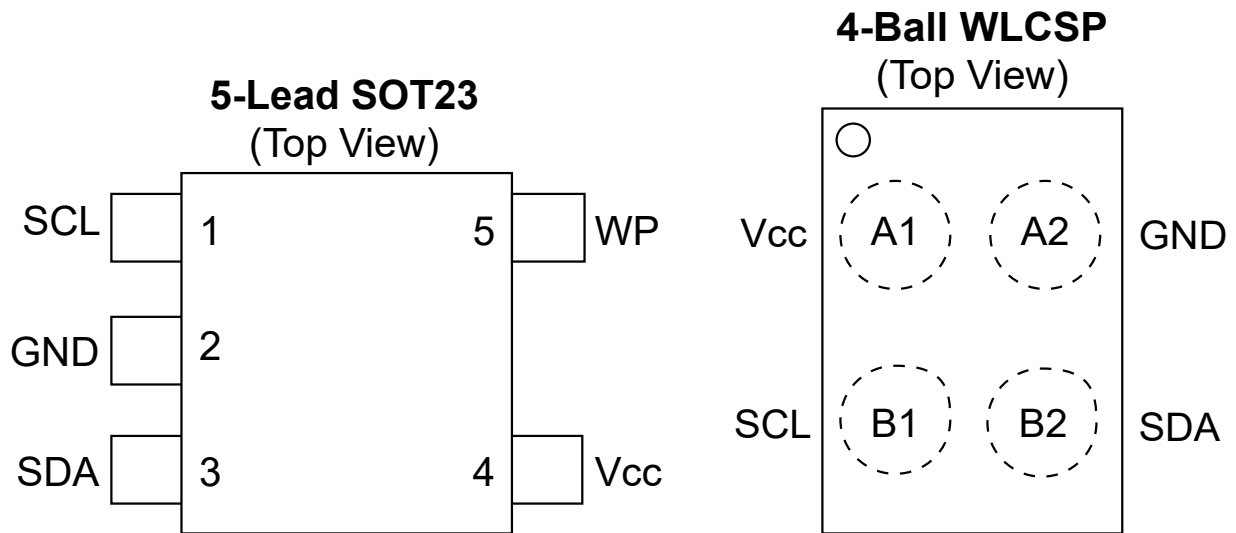 5-Lead SOT23
(Top View)
SCL 1 5 WP
GND 2
SDA 3 4 Vcc
4-Ball WLCSP
(Top View)
Vcc A1 A2 GND
SCL B1 B2 SDA